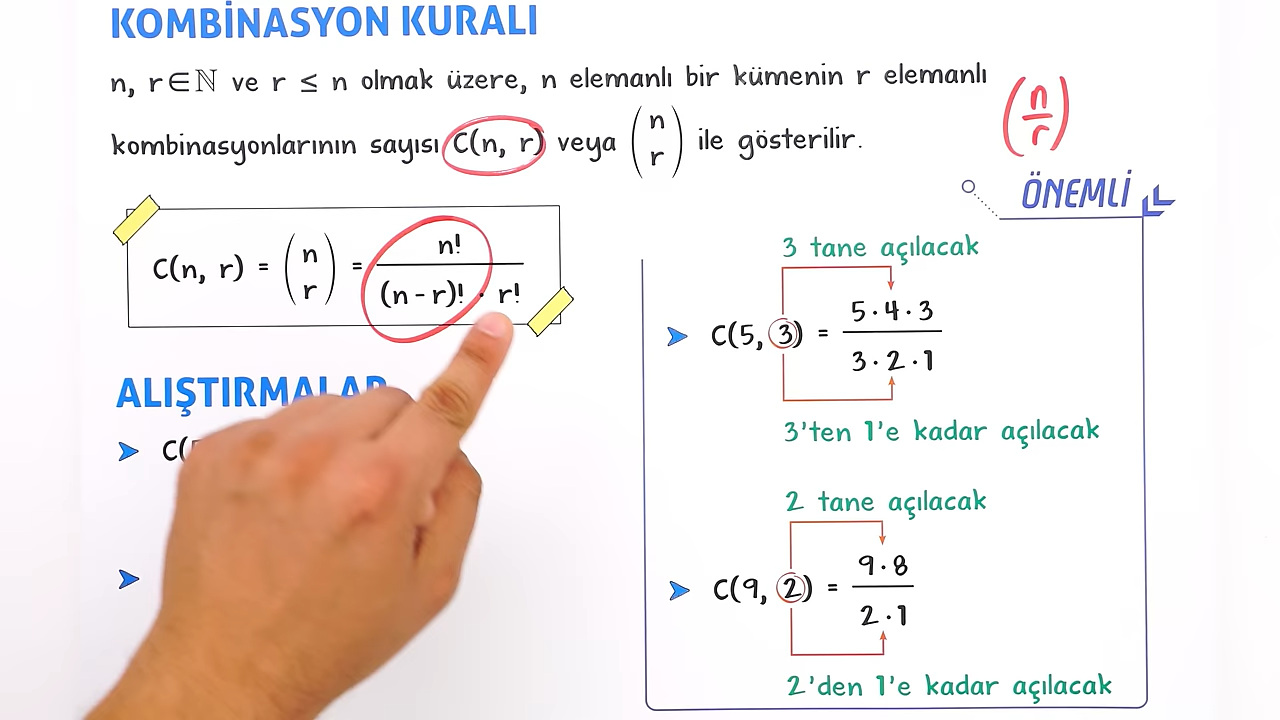 KOMBİNASYON KURALI
n, r ∈ ℕ ve r ≤ n olmak üzere, n elemanlı bir kümenin r elemanlı
kombinasyonlarının sayısı C(n, r) veya (n r) ile gösterilir.
(n/r)
C(n, r) = (n r) = n! / (n - r)! · r!
ALIŞTIRMALAR
C(
ÖNEMLİ
3 tane açılacak
C(5, 3) = 5·4·3 / 3·2·1
3'ten 1'e kadar açılacak
2 tane açılacak
C(9, 2) = 9·8 / 2·1
2'den 1'e kadar açılacak